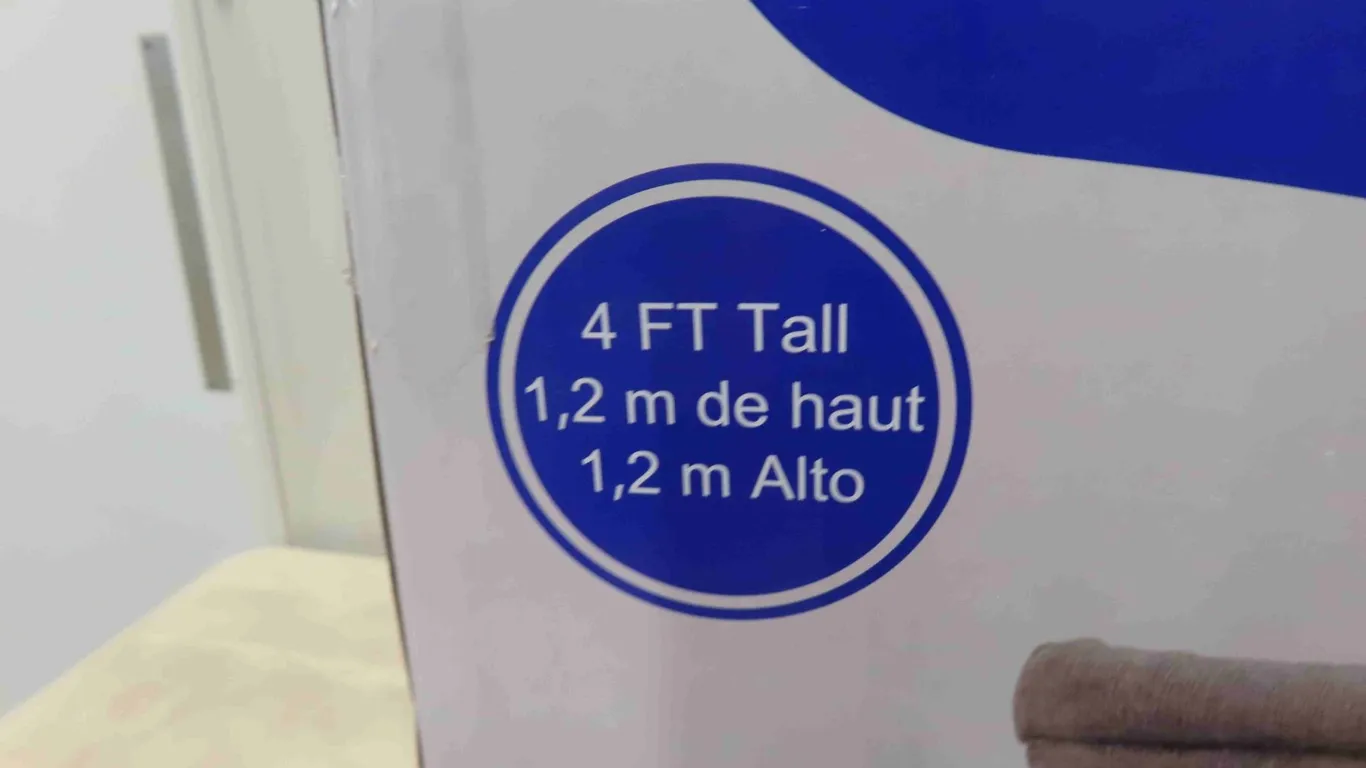 4 FT Tall
1,2 m de haut
1,2 m Alto